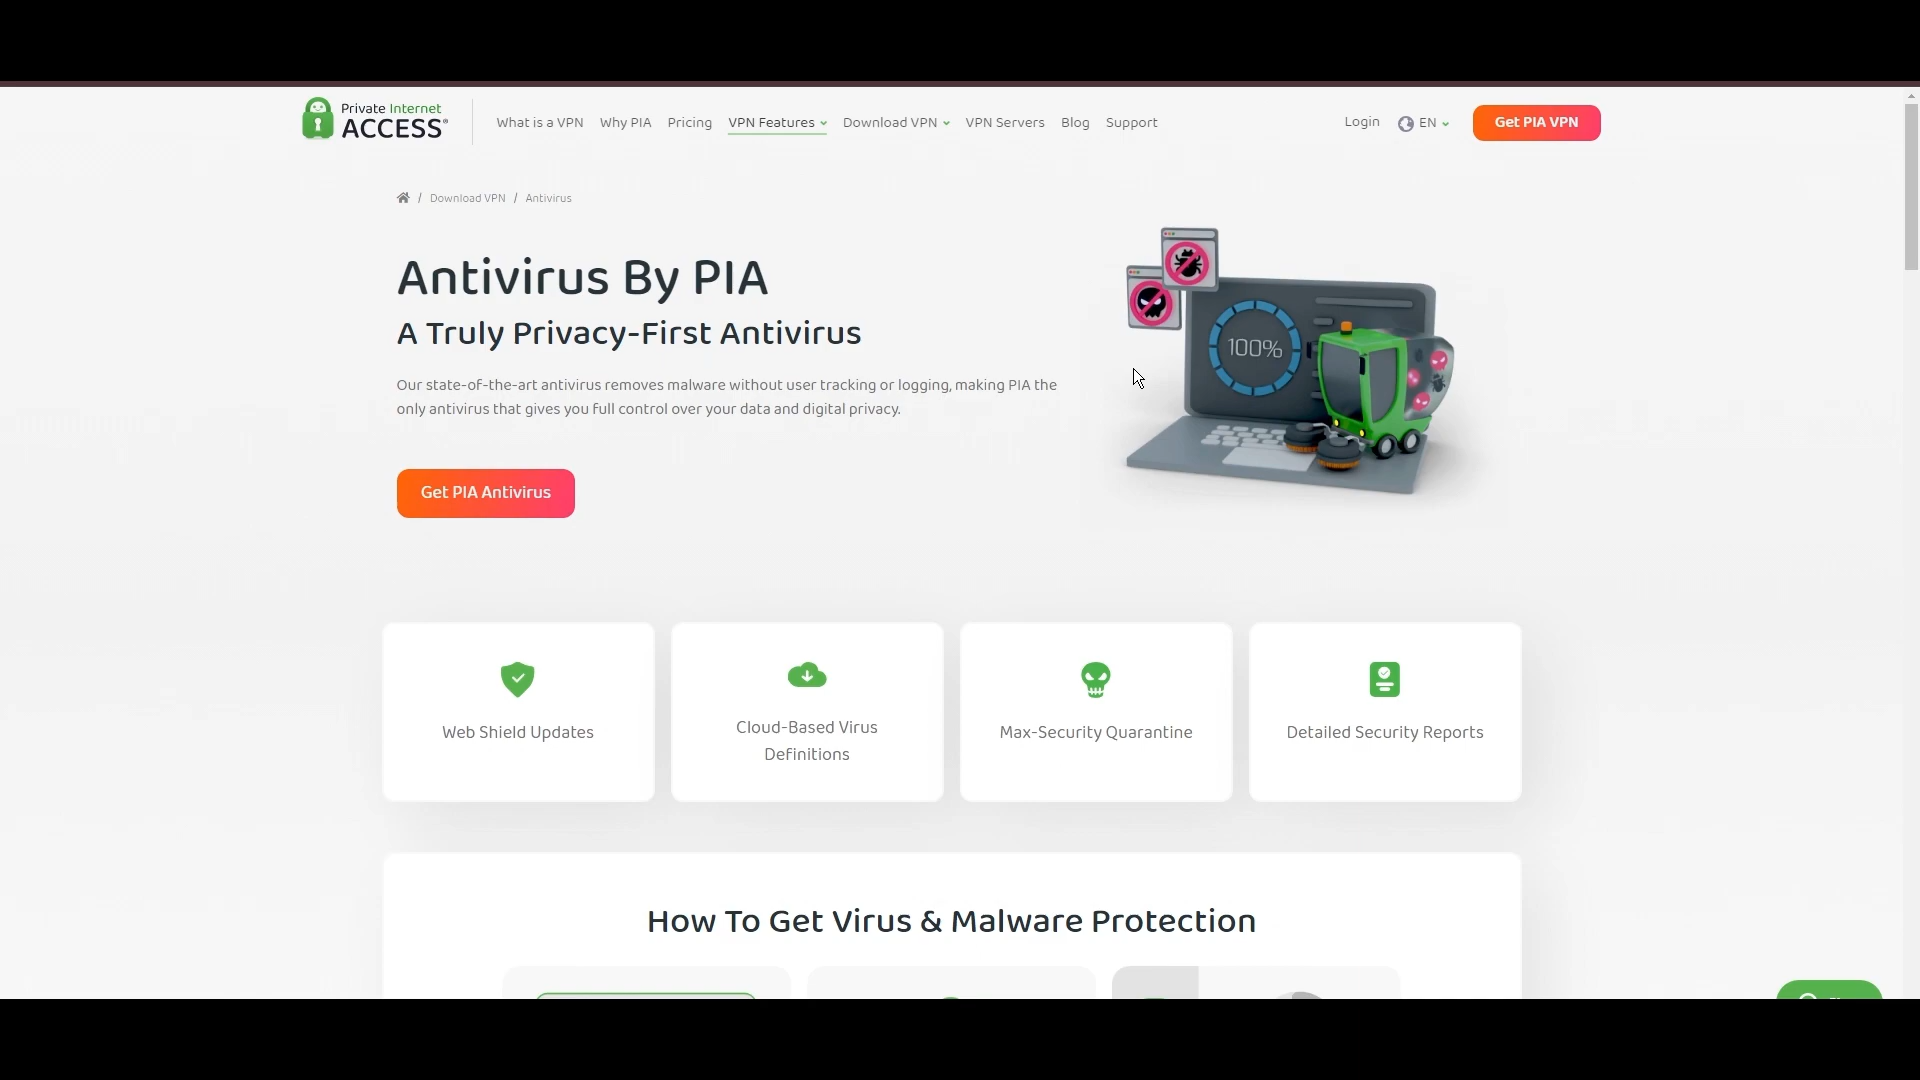 Private Internet
ACCESS®
What is a VPN
Why PIA
Pricing
VPN Features
Download VPN
VPN Servers
Blog
Support
Login
EN
Get PIA VPN
/ Download VPN / Antivirus
Antivirus By PIA
A Truly Privacy-First Antivirus
Our state-of-the-art antivirus removes malware without user tracking or logging, making PIA the
only antivirus that gives you full control over your data and digital privacy.
Get PIA Antivirus
100%
Web Shield Updates
Cloud-Based Virus
Definitions
Max-Security Quarantine
Detailed Security Reports
How To Get Virus & Malware Protection